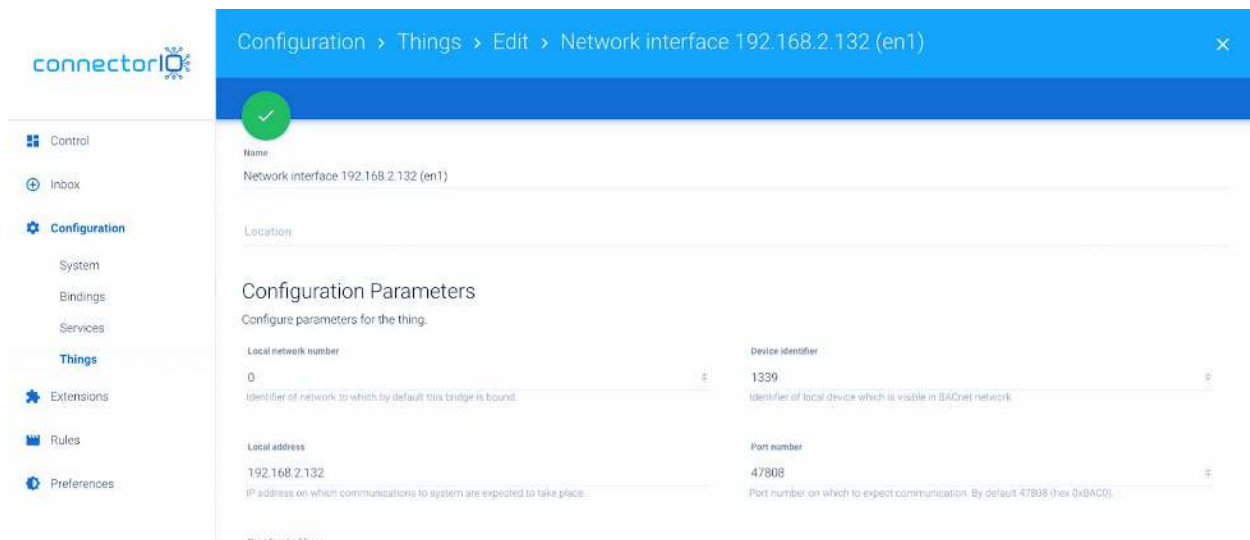 connectorIO
Configuration > Things > Edit > Network interface 192.168.2.132 (en1)
Control
Inbox
Configuration
System
Bindings
Services
Things
Extensions
Rules
Preferences
Name
Network interface 192.168.2.132 (en1)
Location
Configuration Parameters
Configure parameters for the thing.
Local network number
0
Identifier of network to which by default this bridge is bound.
Device identifier
1339
Identifier of local device which is visible in BACnet network
Local address
192.168.2.132
IP address on which communications to system are expected to take place.
Port number
47808
Port number on which to expect communication. By default 47808 (hex 0xBAC0).